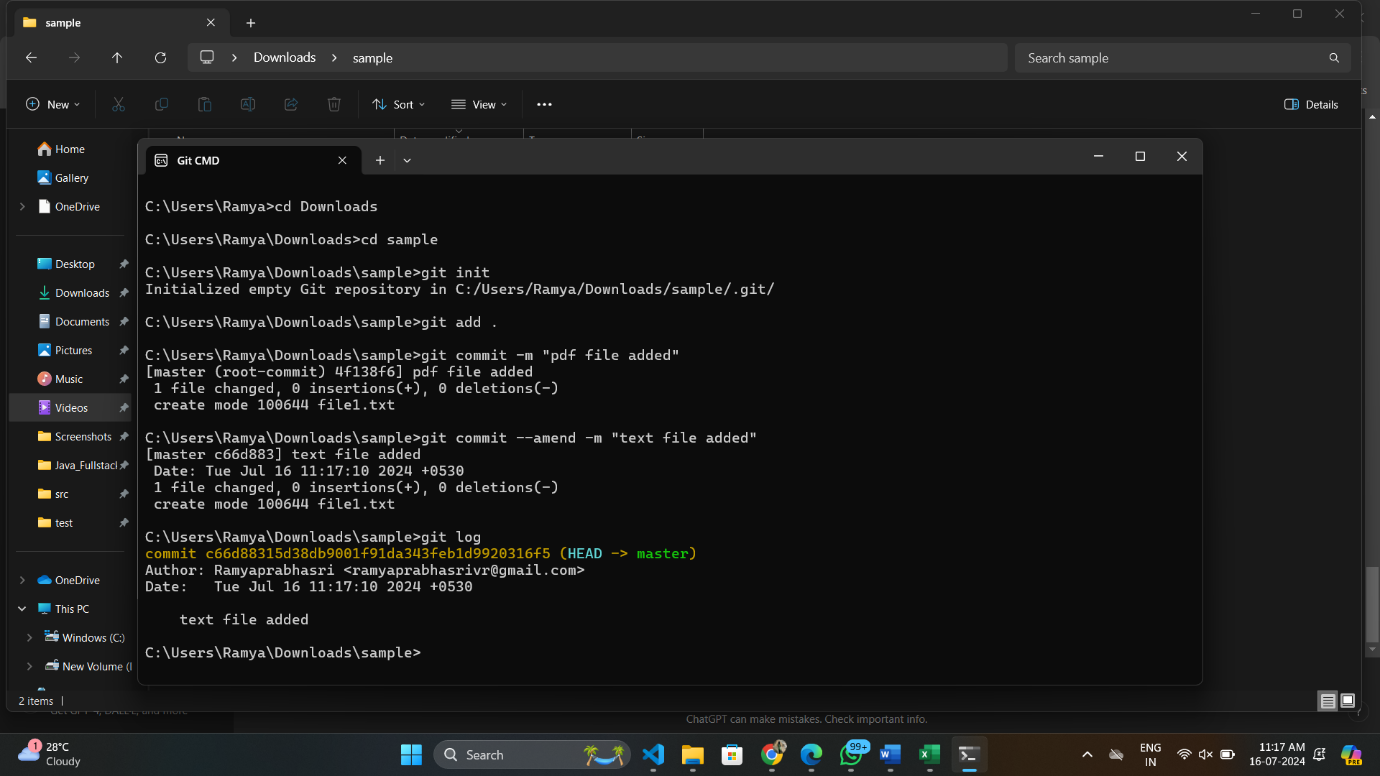 sample
Downloads > sample
Search sample
New
Sort
View
Details
Home
Gallery
OneDrive
Desktop
Downloads
Documents
Pictures
Music
Videos
Screenshots
Java_Fullstacl
src
test
OneDrive
This PC
Windows (C:)
New Volume (I
2 items
Git CMD
C:\Users\Ramya>cd Downloads
C:\Users\Ramya\Downloads>cd sample
C:\Users\Ramya\Downloads\sample>git init
Initialized empty Git repository in C:/Users/Ramya/Downloads/sample/.git/
C:\Users\Ramya\Downloads\sample>git add .
C:\Users\Ramya\Downloads\sample>git commit -m "pdf file added"
[master (root-commit) 4f138f6] pdf file added
1 file changed, 0 insertions(+), 0 deletions(-)
create mode 100644 file1.txt
C:\Users\Ramya\Downloads\sample>git commit --amend -m "text file added"
[master c66d883] text file added
Date: Tue Jul 16 11:17:10 2024 +0530
1 file changed, 0 insertions(+), 0 deletions(-)
create mode 100644 file1.txt
C:\Users\Ramya\Downloads\sample>git log
commit c66d88315d38db9001f91da343feb1d9920316f5 (HEAD -> master)
Author: Ramyaprabhasri <ramyaprabhasrivr@gmail.com>
Date:   Tue Jul 16 11:17:10 2024 +0530
text file added
C:\Users\Ramya\Downloads\sample>
ChatGPT can make mistakes. Check important info.
1
28°C
Cloudy
Search
99+
ENG
IN
11:17 AM
16-07-2024
PRE